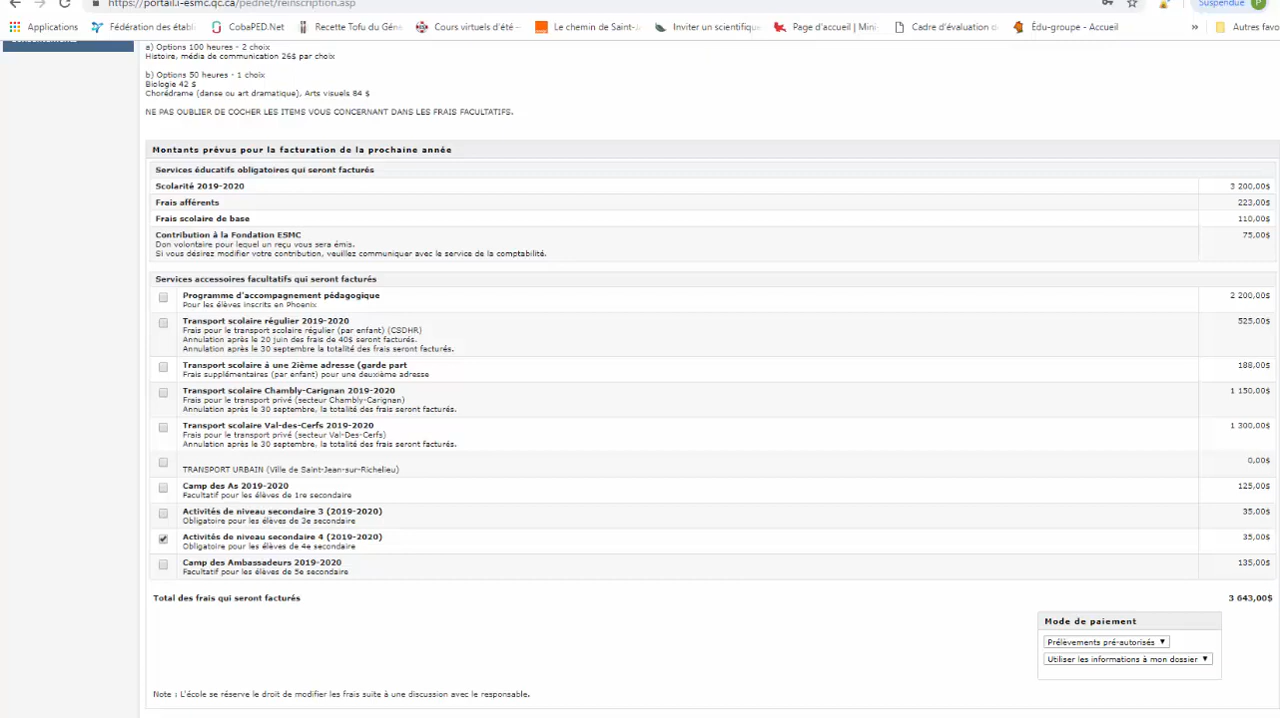 https://portail.i-esmc.qc.ca/pednet/reinscription.asp
Suspendue P
Applications Fédération des établi CobaPED.Net Recette Tofu du Géné Cours virtuels d'été - Le chemin de Saint-Ja Inviter un scientifique Page d'accueil | Mini- Cadre d'évaluation d Édu-groupe - Accueil » Autres favo
a) Options 100 heures - 2 choix
Histoire, média de communication 26$ par choix
b) Options 50 heures - 1 choix
Biologie 42 $
Chorédrame (danse ou art dramatique), Arts visuels 84 $
NE PAS OUBLIER DE COCHER LES ITEMS VOUS CONCERNANT DANS LES FRAIS FACULTATIFS.
Montants prévus pour la facturation de la prochaine année
Services éducatifs obligatoires qui seront facturés
Scolarité 2019-2020 3 200,00$
Frais afférents 223,00$
Frais scolaire de base 110,00$
Contribution à la Fondation ESMC 75,00$
Don volontaire pour lequel un reçu vous sera émis.
Si vous désirez modifier votre contribution, veuillez communiquer avec le service de la comptabilité.
Services accessoires facultatifs qui seront facturés
Programme d'accompagnement pédagogique 2 200,00$
Pour les élèves inscrits en Phoenix
Transport scolaire régulier 2019-2020 525,00$
Frais pour le transport scolaire régulier (par enfant) (CSDHR)
Annulation après le 20 juin des frais de 40$ seront facturés.
Annulation après le 30 septembre la totalité des frais seront facturés.
Transport scolaire à une 2ième adresse (garde part 188,00$
Frais supplémentaires (par enfant) pour une deuxième adresse
Transport scolaire Chambly-Carignan 2019-2020 1 150,00$
Frais pour le transport privé (secteur Chambly-Carignan)
Annulation après le 30 septembre, la totalité des frais seront facturés.
Transport scolaire Val-des-Cerfs 2019-2020 1 300,00$
Frais pour le transport privé (secteur Val-Des-Cerfs)
Annulation après le 30 septembre, la totalité des frais seront facturés.
0,00$
TRANSPORT URBAIN (Ville de Saint-Jean-sur-Richelieu)
Camp des As 2019-2020 125,00$
Facultatif pour les élèves de 1re secondaire
Activités de niveau secondaire 3 (2019-2020) 35,00$
Obligatoire pour les élèves de 3e secondaire
Activités de niveau secondaire 4 (2019-2020) 35,00$
Obligatoire pour les élèves de 4e secondaire
Camp des Ambassadeurs 2019-2020 135,00$
Facultatif pour les élèves de 5e secondaire
Total des frais qui seront facturés 3 643,00$
Mode de paiement
Prélèvements pré-autorisés
Utiliser les informations à mon dossier
Note : L'école se réserve le droit de modifier les frais suite à une discussion avec le responsable.